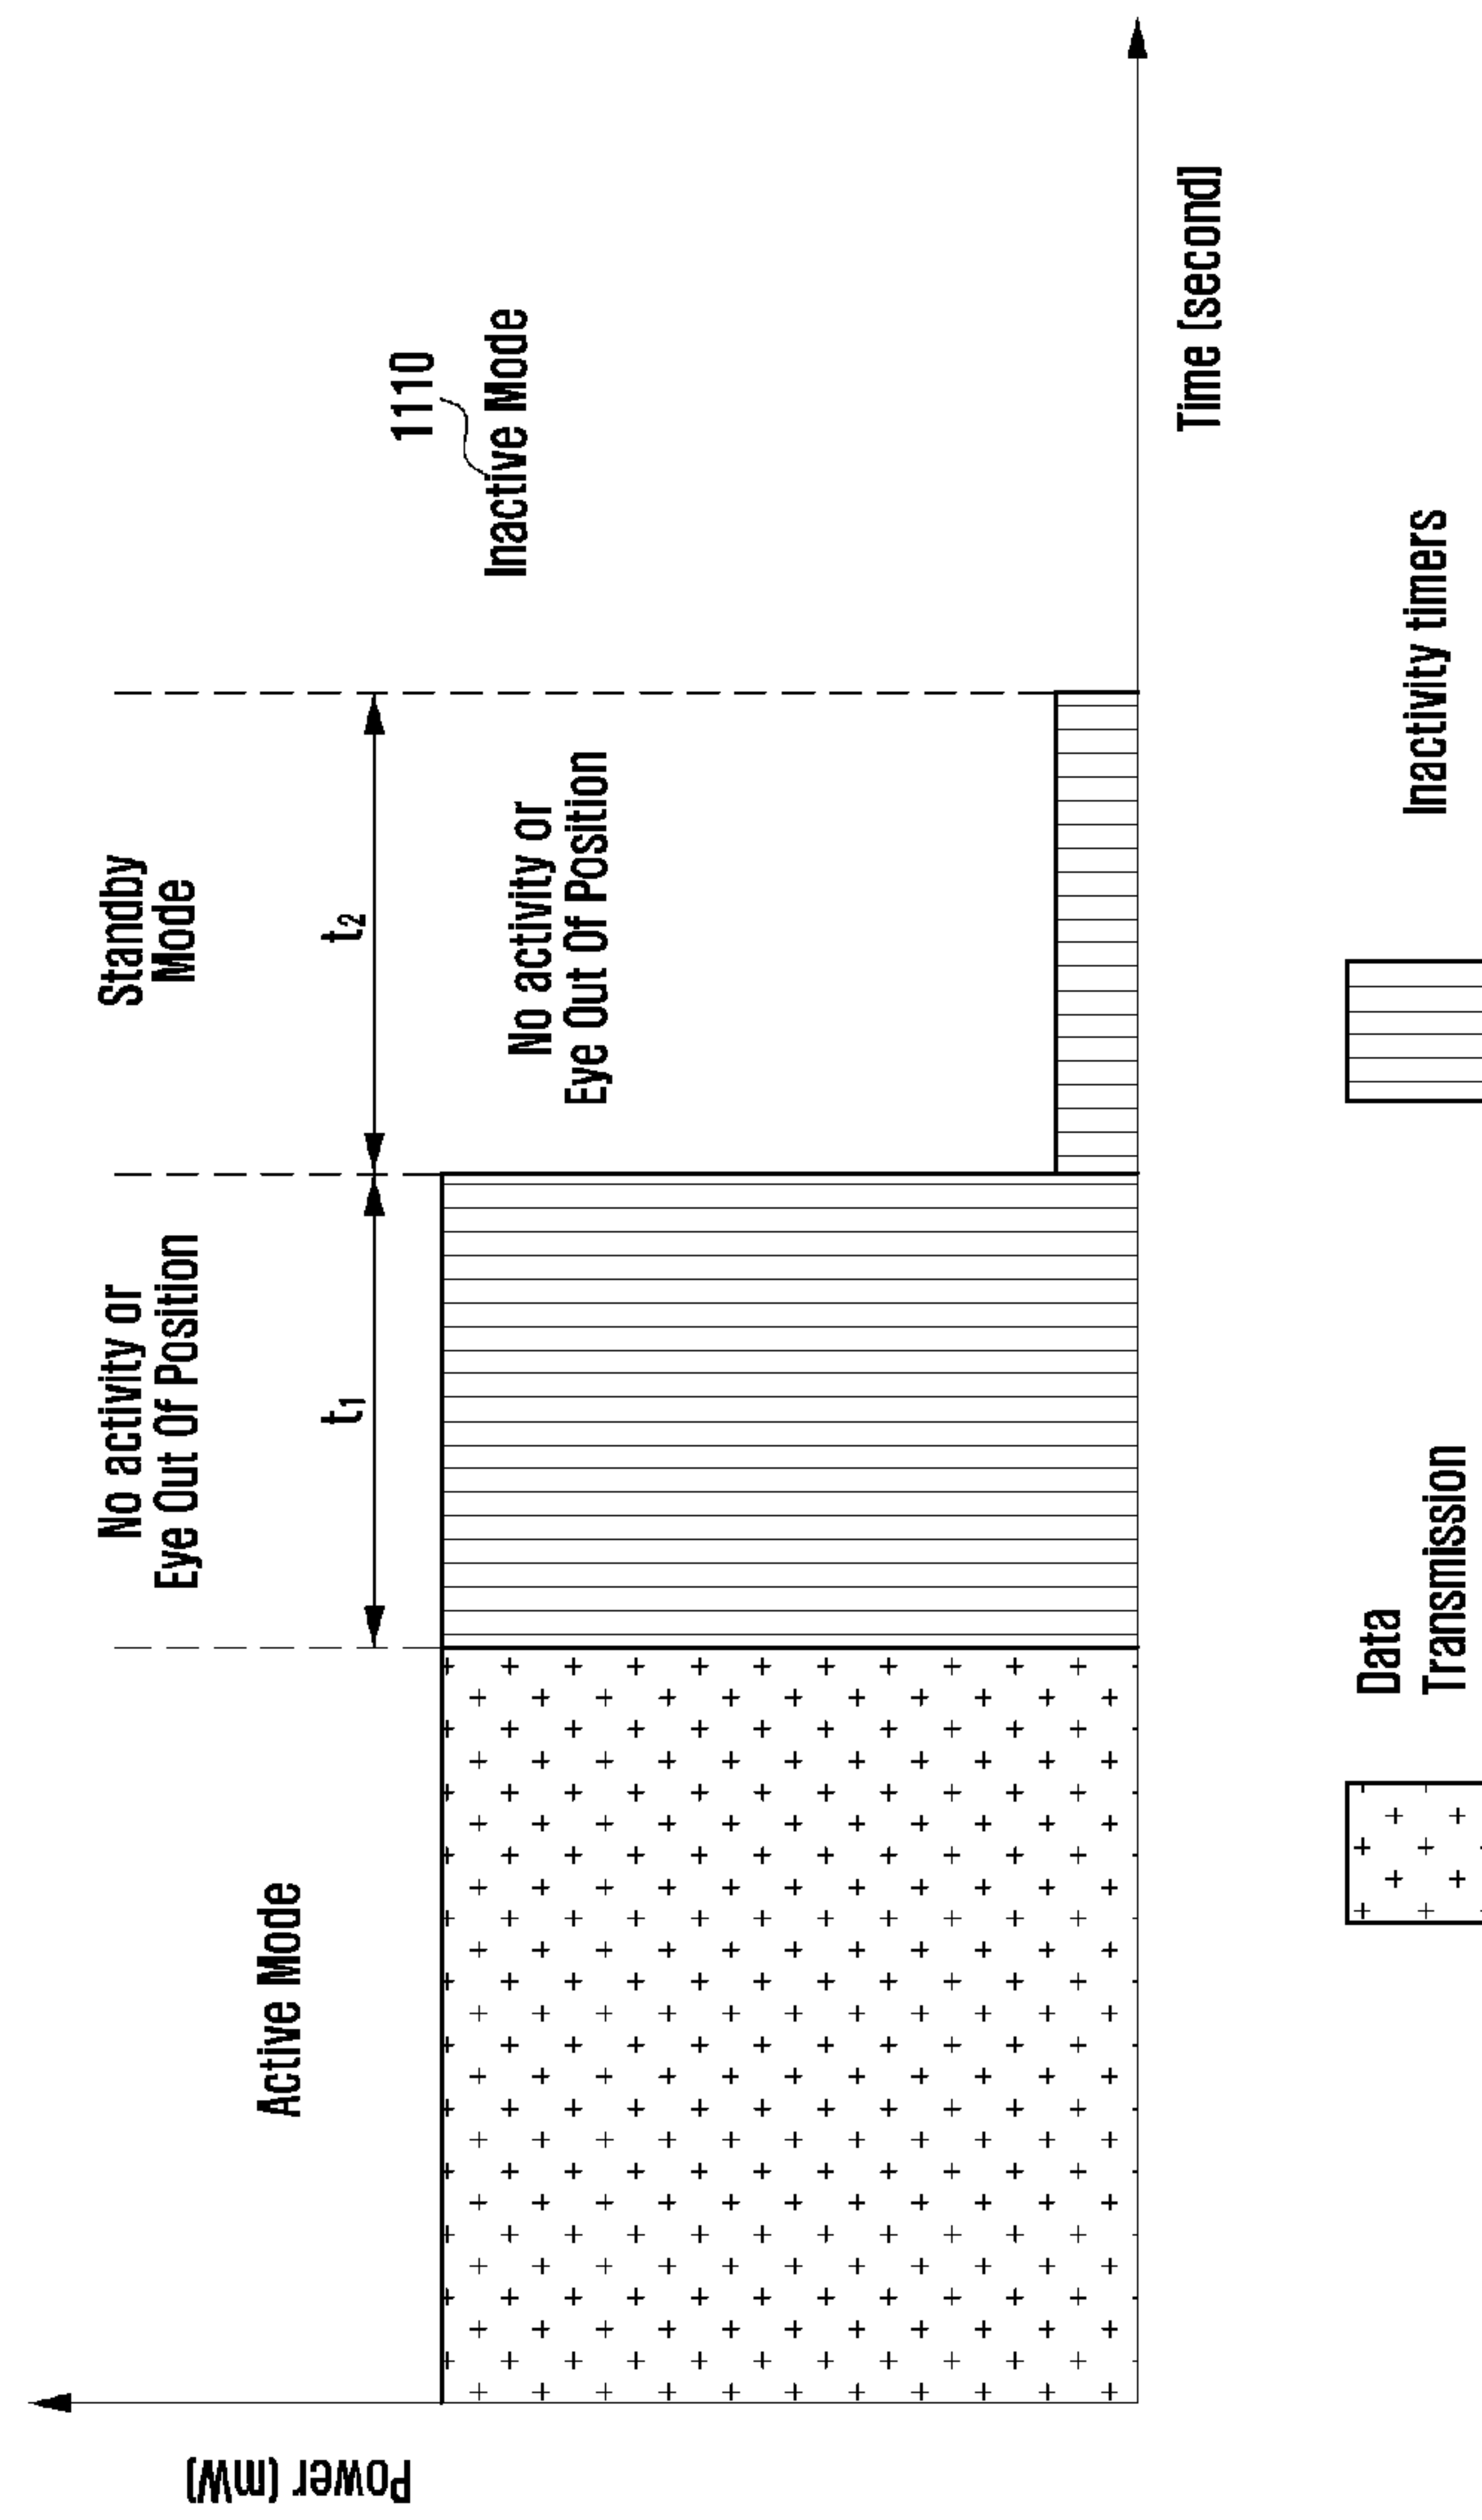 Power (mW)
Active Mode
No activity or
Eye Out Of Position
t1
Standby
Mode
t2
No activity or
Eye Out Of Position
1110
Inactive Mode
Time (second)
Data
Transmission
Inactivity timers